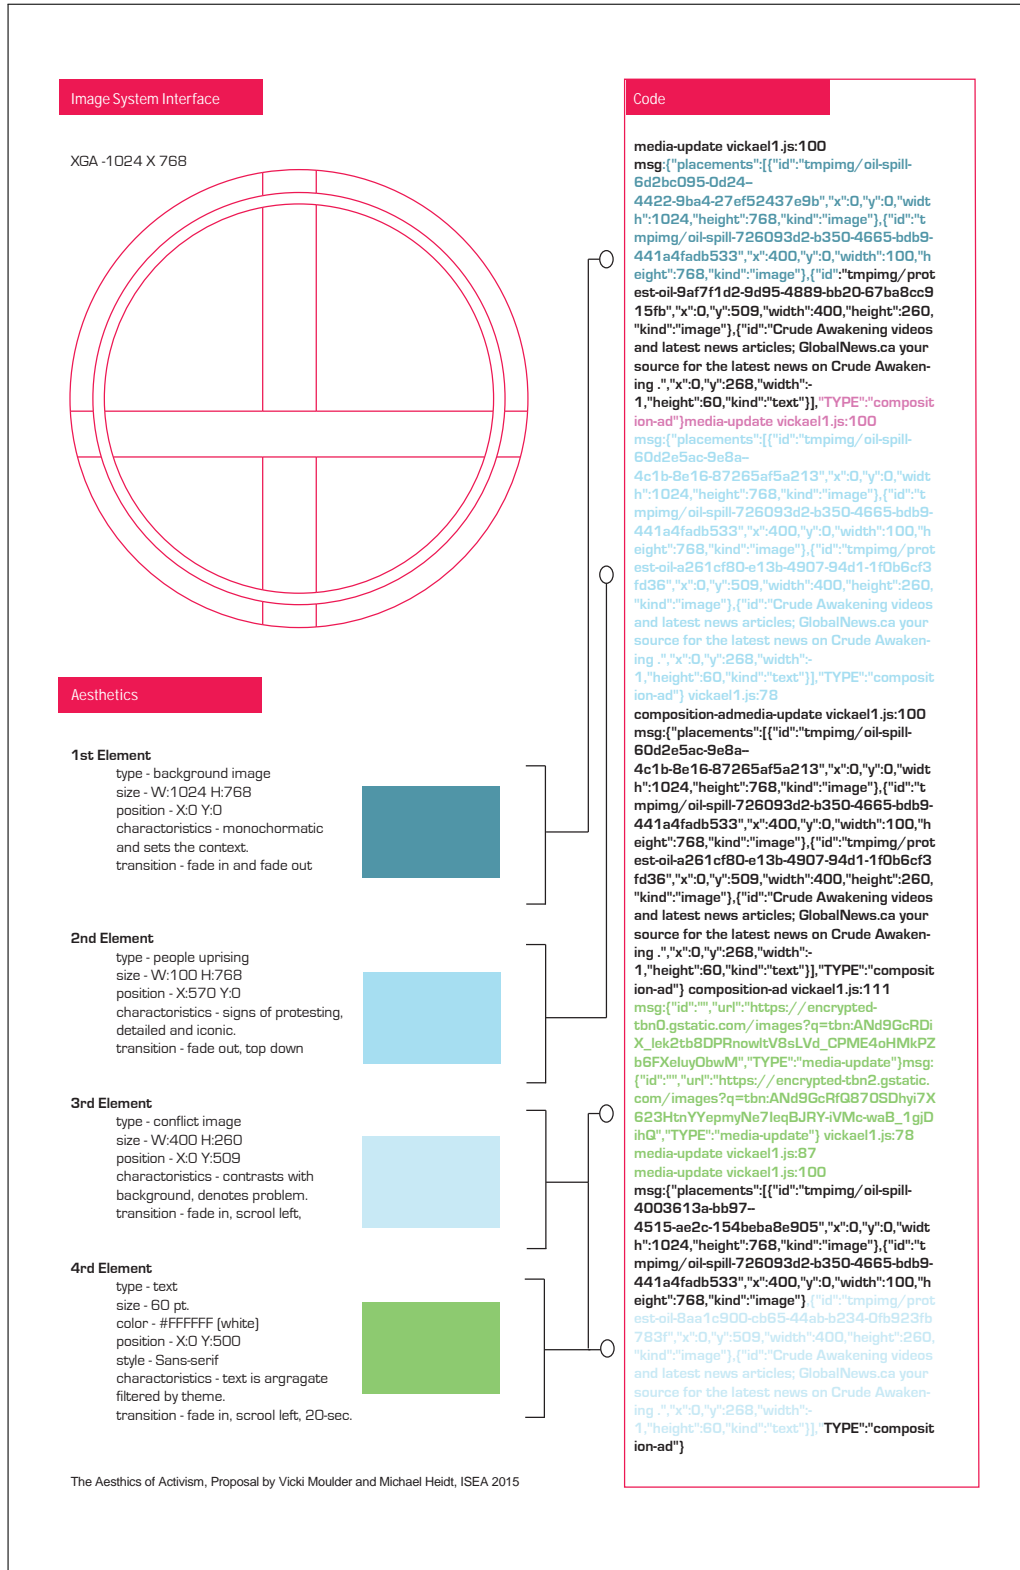 Image System Interface
XGA -1024 X 768
Aesthetics
1st Element
type - background image
size - W:1024 H:768
position - X:0 Y:0
charactoristics - monochormatic
and sets the context.
transition - fade in and fade out
2nd Element
type - people uprising
size - W:100 H:768
position - X:570 Y:0
charactoristics - signs of protesting,
detailed and iconic.
transition - fade out, top down
3rd Element
type - conflict image
size - W:400 H:260
position - X:0 Y:509
characteristics - contrasts with
background, denotes problem.
transition - fade in, scrool left,
4rd Element
type - text
size - 60 pt.
color - #FFFFFF (white)
position - X:0 Y:500
style - Sans-serif
characteristics - text is argragate
filtered by theme.
transition - fade in, scrool left, 20-sec.
The Aesthics of Activism, Proposal by Vicki Moulder and Michael Heidt, ISEA 2015
Code
media-update vickael1.js:100
msg:{"placements":[{"id":"tmpimg/oil-spill-
6d2bc095-0d24–
4422-9ba4-27ef52437e9b","x":0,"y":0,"widt
h":1024,"height":768,"kind":"image"},{"id":"t
mpimg/oil-spill-726093d2-b350-4665-bdb9-
441a4fadb533","x":400,"y":0,"width":100,"h
eight":768,"kind":"image"},{"id":"tmpimg/prot
est-oil-9af7f1d2-9d95-4889-bb20-67ba8cc9
15fb","x":0,"y":509,"width":400,"height":260,
"kind":"image"},{"id":"Crude Awakening videos
and latest news articles; GlobalNews.ca your
source for the latest news on Crude Awaken-
ing .","x":0,"y":268,"width":-
1,"height":60,"kind":"text"}],"TYPE":"composit
ion-ad"}media-update vickael1.js:100
msg:{"placements":[{"id":"tmpimg/oil-spill-
60d2e5ac-9e8a–
4c1b-8e16-87265af5a213","x":0,"y":0,"widt
h":1024,"height":768,"kind":"image"},{"id":"t
mpimg/oil-spill-726093d2-b350-4665-bdb9-
441a4fadb533","x":400,"y":0,"width":100,"h
eight":768,"kind":"image"},{"id":"tmpimg/prot
est-oil-a261cf80-e13b-4907-94d1-1f0b6cf3
fd36","x":0,"y":509,"width":400,"height":260,
"kind":"image"},{"id":"Crude Awakening videos
and latest news articles; GlobalNews.ca your
source for the latest news on Crude Awaken-
ing .","x":0,"y":268,"width":-
1,"height":60,"kind":"text"}],"TYPE":"composit
ion-ad"} vickael1.js:78
composition-admedia-update vickael1.js:100
msg:{"placements":[{"id":"tmpimg/oil-spill-
60d2e5ac-9e8a–
4c1b-8e16-87265af5a213","x":0,"y":0,"widt
h":1024,"height":768,"kind":"image"},{"id":"t
mpimg/oil-spill-726093d2-b350-4665-bdb9-
441a4fadb533","x":400,"y":0,"width":100,"h
eight":768,"kind":"image"},{"id":"tmpimg/prot
est-oil-a261cf80-e13b-4907-94d1-1f0b6cf3
fd36","x":0,"y":509,"width":400,"height":260,
"kind":"image"},{"id":"Crude Awakening videos
and latest news articles; GlobalNews.ca your
source for the latest news on Crude Awaken-
ing .","x":0,"y":268,"width":-
1,"height":60,"kind":"text"}],"TYPE":"composit
ion-ad"} composition-ad vickael1.js:111
msg:{"id":"","url":"https://encrypted-
tbn0.gstatic.com/images?q=tbn:ANd9GcRDi
X_lek2tb8DPRnowltV8sLVd_CPME4oHMkPZ
b6FXeluyObwM","TYPE":"media-update"}msg:
{"id":"","url":"https://encrypted-tbn2.gstatic.
com/images?q=tbn:ANd9GcRfQ870SDhyi7X
623HtnYYepmyNe7IeqBJRY-iVMc-waB_1gjD
ihQ","TYPE":"media-update"} vickael1.js:78
media-update vickael1.js:87
media-update vickael1.js:100
msg:{"placements":[{"id":"tmpimg/oil-spill-
4003613a-bb97–
4515-ae2c-154beba8e905","x":0,"y":0,"widt
h":1024,"height":768,"kind":"image"},{"id":"t
mpimg/oil-spill-726093d2-b350-4665-bdb9-
441a4fadb533","x":400,"y":0,"width":100,"h
eight":768,"kind":"image"},{"id":"tmpimg/prot
est-oil-8aa1c900-cb65-44ab-b234-0fb923fb
783f","x":0,"y":509,"width":400,"height":260,
"kind":"image"},{"id":"Crude Awakening videos
and latest news articles; GlobalNews.ca your
source for the latest news on Crude Awaken-
ing .","x":0,"y":268,"width":-
1,"height":60,"kind":"text"}],"TYPE":"composit
ion-ad"}